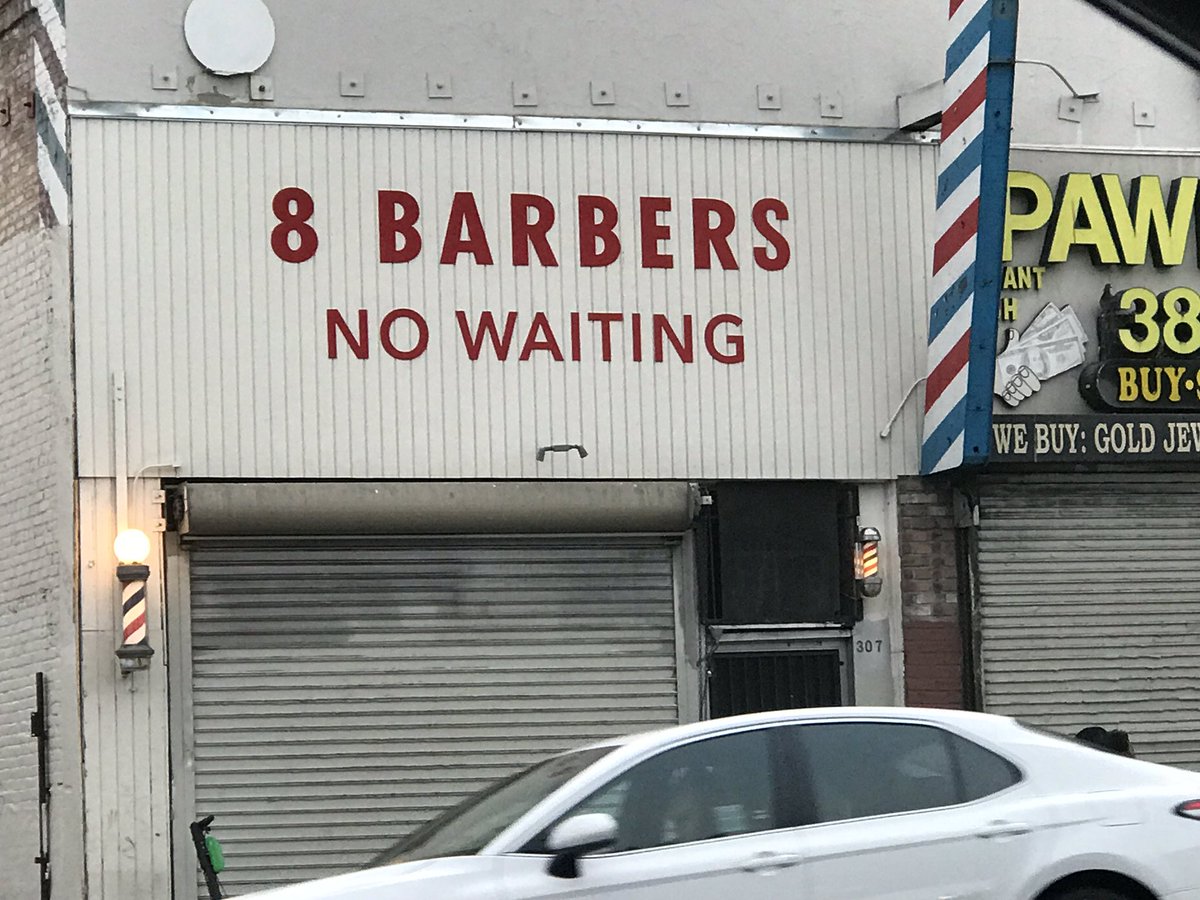 8 BARBERS
NO WAITING
307
PAW
ANT
H
38
BUY•S
WE BUY: GOLD JEW